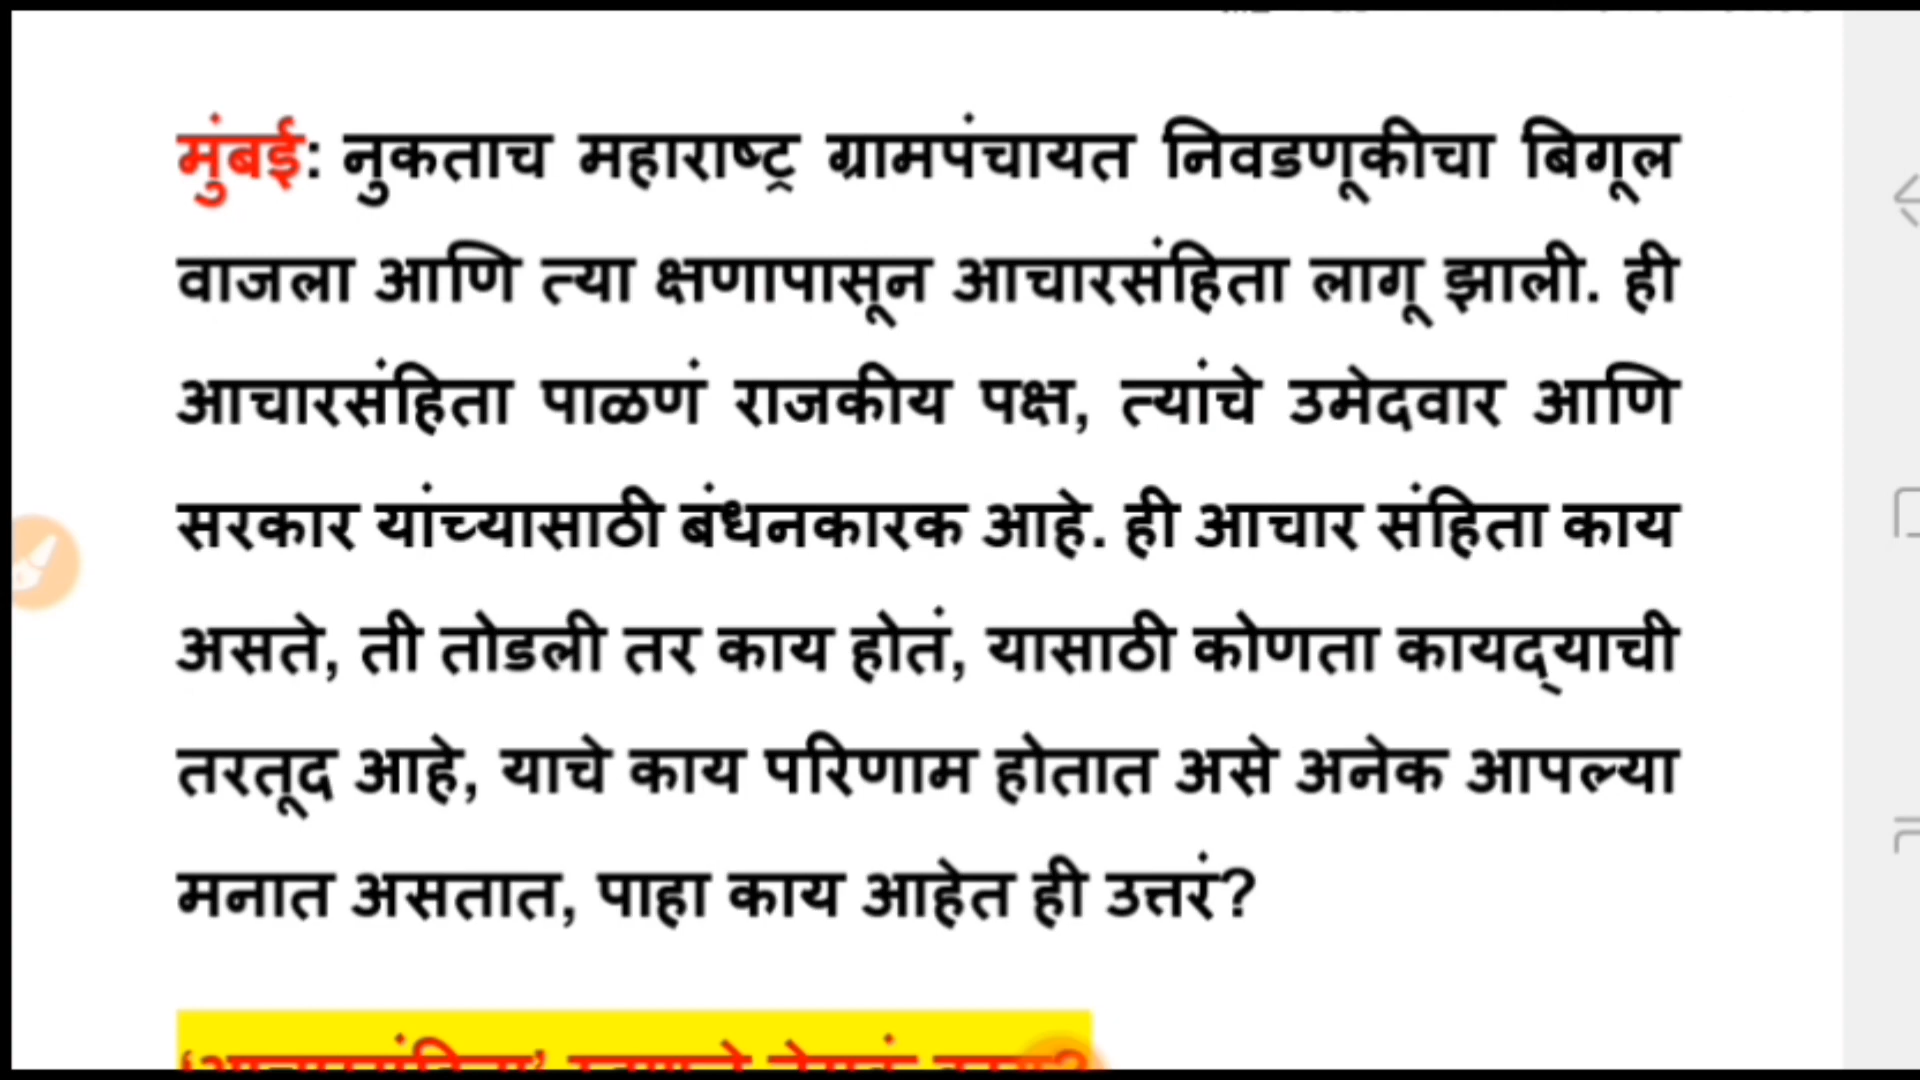 मुंबई: नुकताच महाराष्ट्र ग्रामपंचायत निवडणूकीचा बिगूल
वाजला आणि त्या क्षणापासून आचारसंहिता लागू झाली. ही
आचारसंहिता पाळणं राजकीय पक्ष, त्यांचे उमेदवार आणि
सरकार यांच्यासाठी बंधनकारक आहे. ही आचार संहिता काय
असते, ती तोडली तर काय होतं, यासाठी कोणता कायद्‌याची
तरतूद आहे, याचे काय परिणाम होतात असे अनेक आपल्या
मनात असतात, पाहा काय आहेत ही उत्तरं?